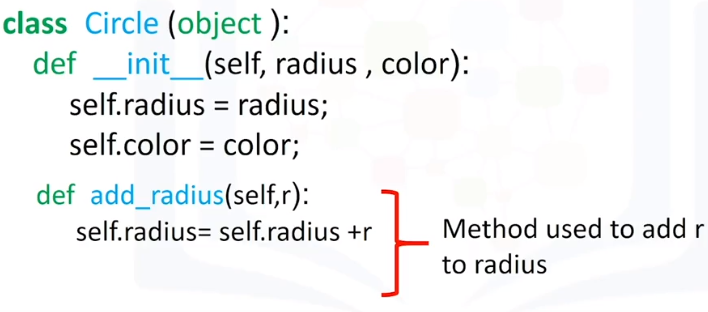 class Circle (object ):
def __init__(self, radius , color):
self.radius = radius;
self.color = color;
def add_radius(self,r):
self.radius= self.radius +r
Method used to add r
to radius